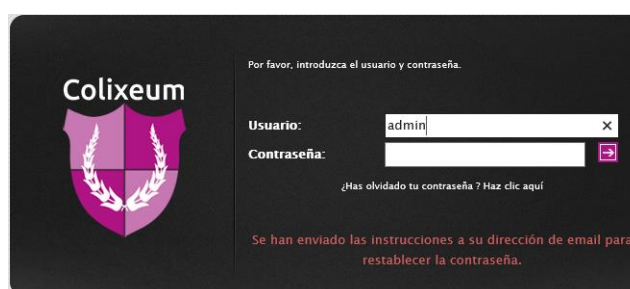 Colixeum
Por favor, introduzca el usuario y contraseña.
Usuario: admin
Contraseña:
¿Has olvidado tu contraseña ? Haz clic aquí
Se han enviado las instrucciones a su dirección de email para
restablecer la contraseña.